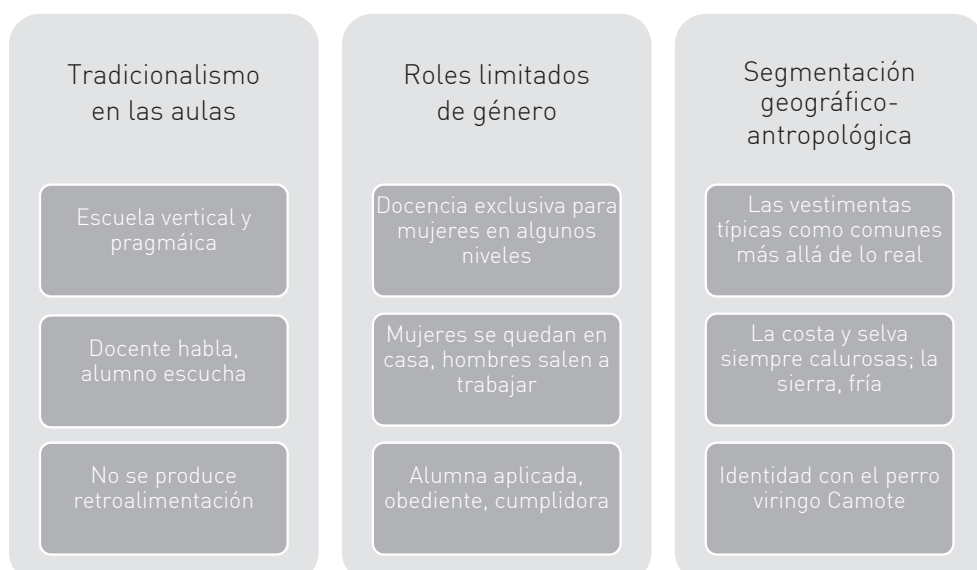 Tradicionalismo
en las aulas
Escuela vertical y
pragmáica
Docente habla,
alumno escucha
No se produce
retroalimentación
Roles limitados
de género
Docencia exclusiva para
mujeres en algunos
niveles
Mujeres se quedan en
casa, hombres salen a
trabajar
Alumna aplicada,
obediente, cumplidora
Segmentación
geográfico-
antropológica
Las vestimentas
típicas como comunes
más allá de lo real
La costa y selva
siempre calurosas; la
sierra, fría
Identidad con el perro
viringo Camote